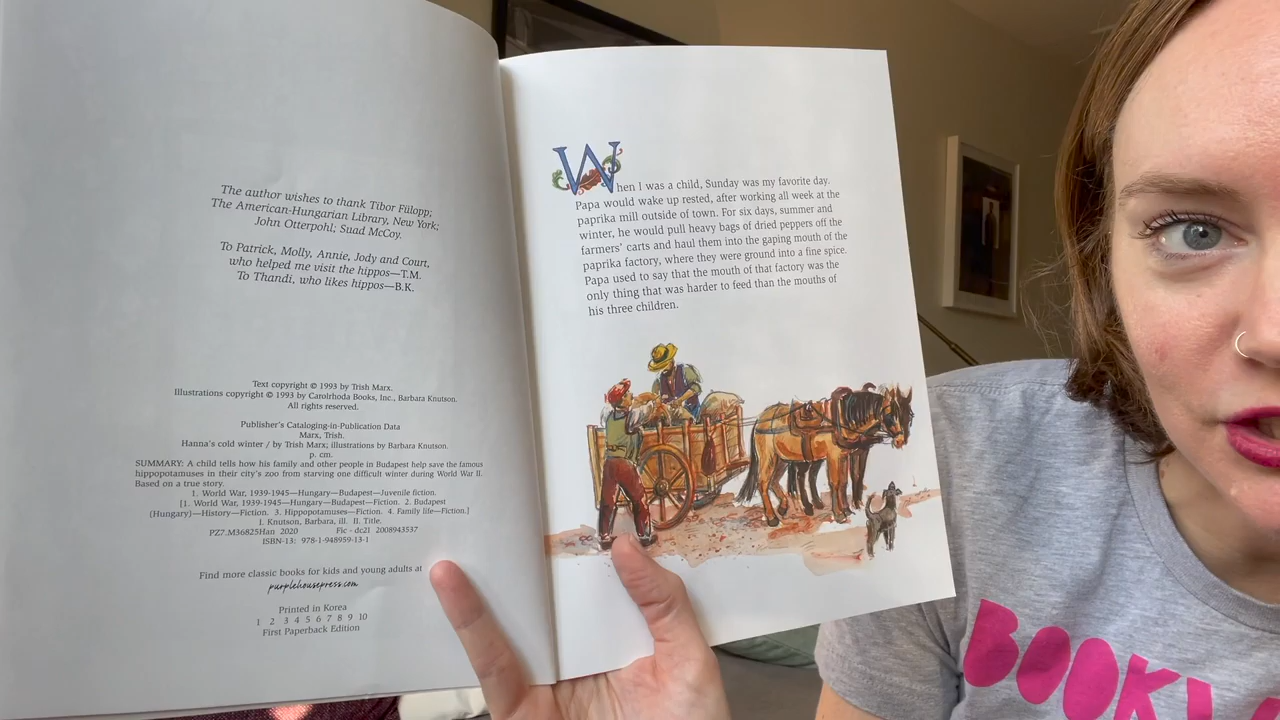 The author wishes to thank Tibor Fülopp;
The American-Hungarian Library, New York;
John Otterpohl; Suad McCoy.
To Patrick, Molly, Annie, Jody and Court,
who helped me visit the hippos—T.M.
To Thandi, who likes hippos—B.K.
Text copyright © 1993 by Trish Marx.
Illustrations copyright © 1993 by Carolrhoda Books, Inc., Barbara Knutson.
All rights reserved.
Publisher's Cataloging-in-Publication Data
Marx, Trish.
Hanna's cold winter / by Trish Marx; illustrations by Barbara Knutson.
p. cm.
SUMMARY: A child tells how his family and other people in Budapest help save the famous
hippopotamuses in their city's zoo from starving one difficult winter during World War II.
Based on a true story.
1. World War, 1939-1945—Hungary—Budapest—Juvenile fiction.
[1. World War, 1939-1945—Hungary—Budapest—Fiction. 2. Budapest
(Hungary)—History—Fiction. 3. Hippopotamuses—Fiction. 4. Family life—Fiction.]
I. Knutson, Barbara, ill. II. Title.
PZ7.M36825Han 2020 Fic - dc21 2008943537
ISBN-13: 978-1-948959-13-1
Find more classic books for kids and young adults at
purplehousepress.com
Printed in Korea
1 2 3 4 5 6 7 8 9 10
First Paperback Edition
When I was a child, Sunday was my favorite day.
Papa would wake up rested, after working all week at the
paprika mill outside of town. For six days, summer and
winter, he would pull heavy bags of dried peppers off the
farmers' carts and haul them into the gaping mouth of the
paprika factory, where they were ground into a fine spice.
Papa used to say that the mouth of that factory was the
only thing that was harder to feed than the mouths of
his three children.
BOOKL